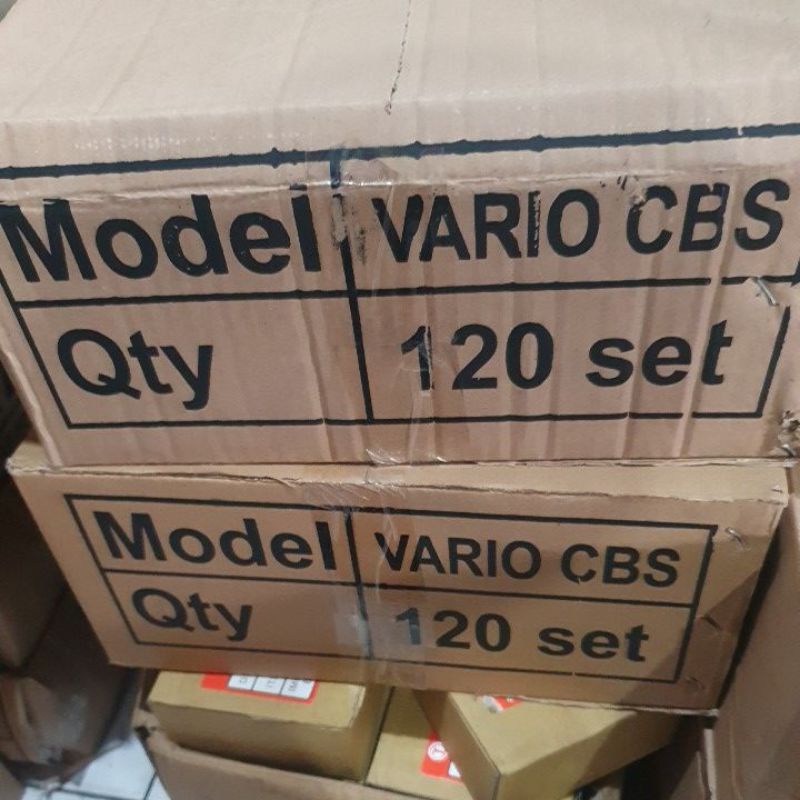 Model VARIO CBS
Qty 120 set
Model VARIO CBS
Qty 120 set